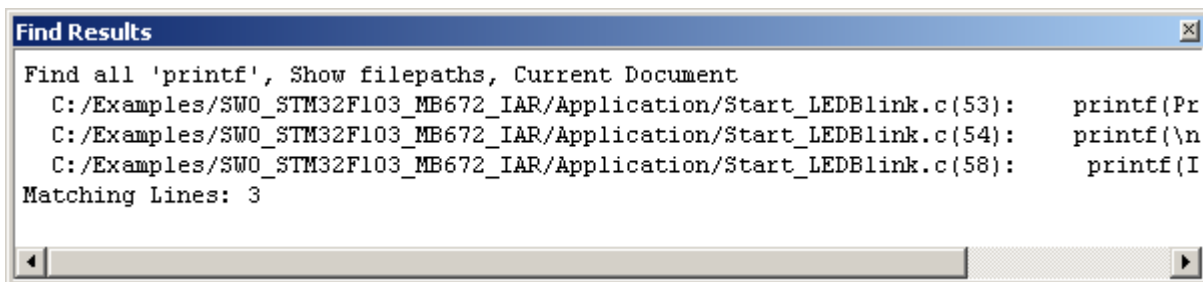 Find Results
Find all 'printf', Show filepaths, Current Document
C:/Examples/SWO_STM32F103_MB672_IAR/Application/Start_LEDBlink.c(53):    printf(Pr
C:/Examples/SWO_STM32F103_MB672_IAR/Application/Start_LEDBlink.c(54):    printf(\n
C:/Examples/SWO_STM32F103_MB672_IAR/Application/Start_LEDBlink.c(58):     printf(I
Matching Lines: 3